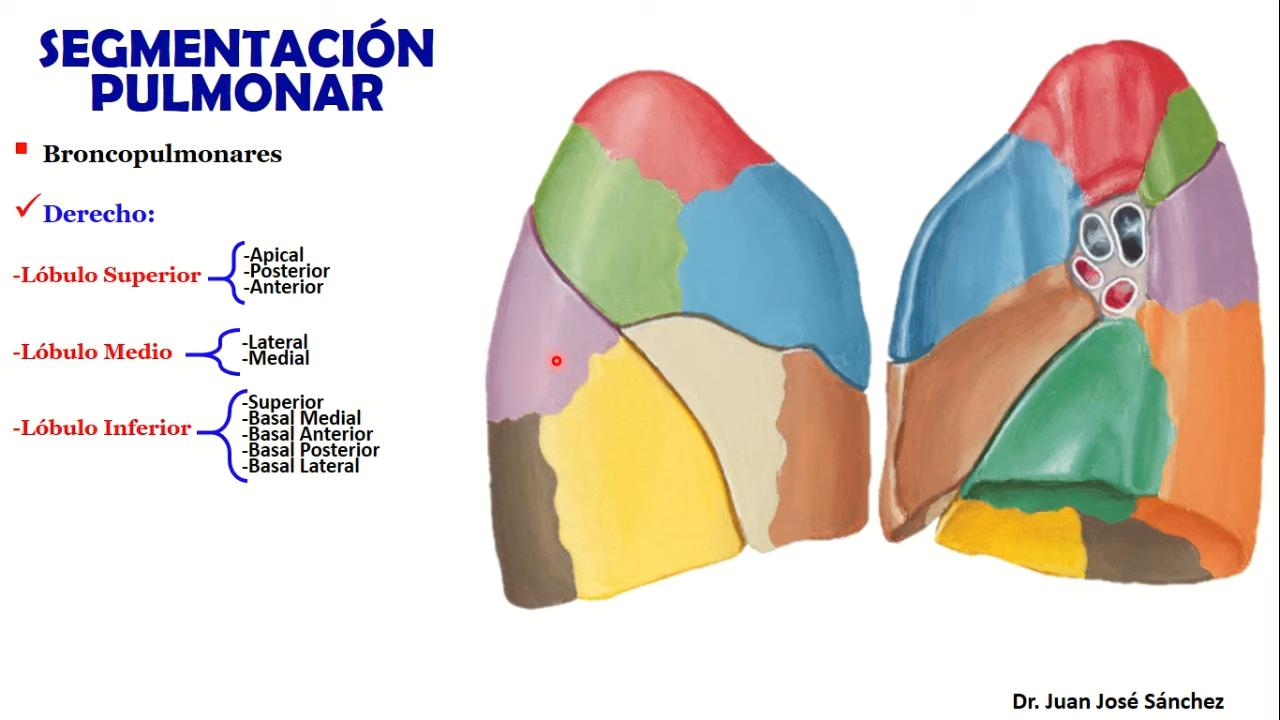 SEGMENTACIÓN
PULMONAR
Broncopulmonares
Derecho:
-Lóbulo Superior
-Apical
-Posterior
-Anterior
-Lóbulo Medio
-Lateral
-Medial
-Lóbulo Inferior
-Superior
-Basal Medial
-Basal Anterior
-Basal Posterior
-Basal Lateral
Dr. Juan José Sánchez